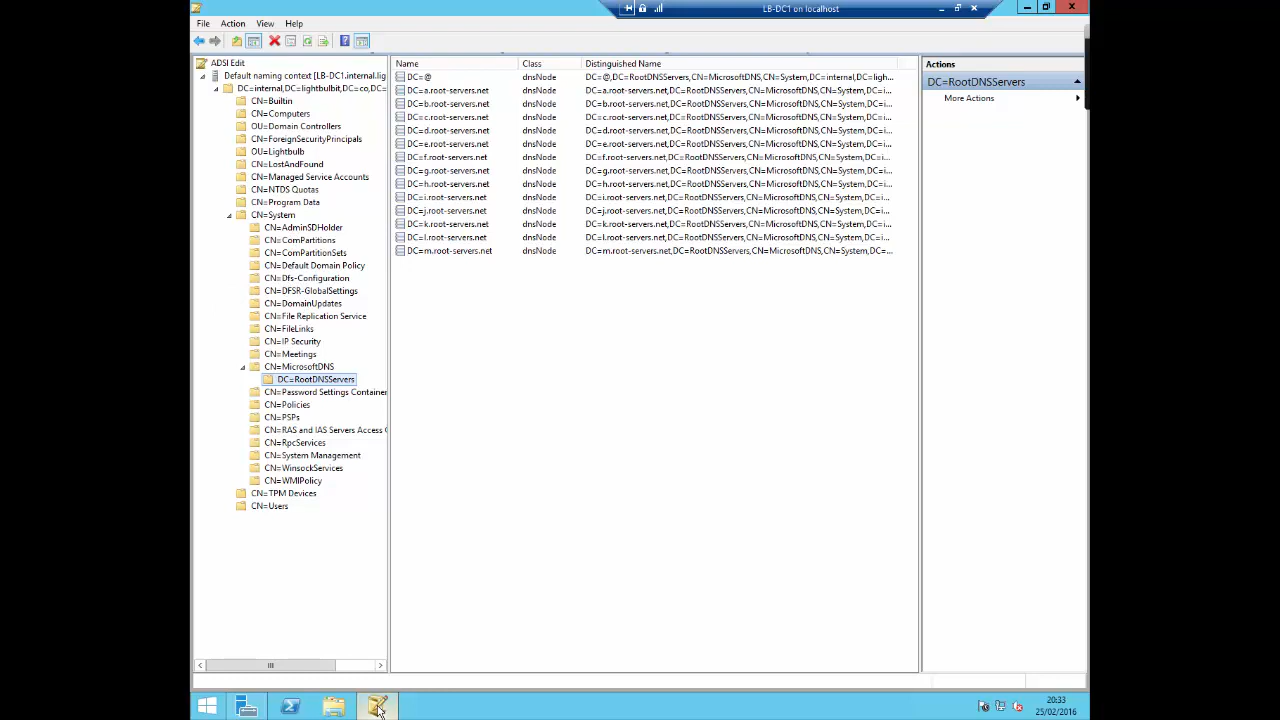 LB-DC1 on localhost
File Action View Help
ADSI Edit
Default naming context [LB-DC1.internal.lig
DC=internal,DC=lightbulbit,DC=co,DC=
CN=Builtin
CN=Computers
OU=Domain Controllers
CN=ForeignSecurityPrincipals
OU=Lightbulb
CN=LostAndFound
CN=Managed Service Accounts
CN=NTDS Quotas
CN=Program Data
CN=System
CN=AdminSDHolder
CN=ComPartitions
CN=ComPartitionSets
CN=Default Domain Policy
CN=Dfs-Configuration
CN=DFSR-GlobalSettings
CN=DomainUpdates
CN=File Replication Service
CN=FileLinks
CN=IP Security
CN=Meetings
CN=MicrosoftDNS
DC=RootDNSServers
CN=Password Settings Container
CN=Policies
CN=PSPs
CN=RAS and IAS Servers Access C
CN=RpcServices
CN=System Management
CN=WinsockServices
CN=WMIPolicy
CN=TPM Devices
CN=Users
Name Class Distinguished Name
DC=@ dnsNode DC=@,DC=RootDNSServers,CN=MicrosoftDNS,CN=System,DC=internal,DC=ligh...
DC=a.root-servers.net dnsNode DC=a.root-servers.net,DC=RootDNSServers,CN=MicrosoftDNS,CN=System,DC=i...
DC=b.root-servers.net dnsNode DC=b.root-servers.net,DC=RootDNSServers,CN=MicrosoftDNS,CN=System,DC=i...
DC=c.root-servers.net dnsNode DC=c.root-servers.net,DC=RootDNSServers,CN=MicrosoftDNS,CN=System,DC=i...
DC=d.root-servers.net dnsNode DC=d.root-servers.net,DC=RootDNSServers,CN=MicrosoftDNS,CN=System,DC=i...
DC=e.root-servers.net dnsNode DC=e.root-servers.net,DC=RootDNSServers,CN=MicrosoftDNS,CN=System,DC=i...
DC=f.root-servers.net dnsNode DC=f.root-servers.net,DC=RootDNSServers,CN=MicrosoftDNS,CN=System,DC=i...
DC=g.root-servers.net dnsNode DC=g.root-servers.net,DC=RootDNSServers,CN=MicrosoftDNS,CN=System,DC=i...
DC=h.root-servers.net dnsNode DC=h.root-servers.net,DC=RootDNSServers,CN=MicrosoftDNS,CN=System,DC=i...
DC=i.root-servers.net dnsNode DC=i.root-servers.net,DC=RootDNSServers,CN=MicrosoftDNS,CN=System,DC=i...
DC=j.root-servers.net dnsNode DC=j.root-servers.net,DC=RootDNSServers,CN=MicrosoftDNS,CN=System,DC=i...
DC=k.root-servers.net dnsNode DC=k.root-servers.net,DC=RootDNSServers,CN=MicrosoftDNS,CN=System,DC=i...
DC=l.root-servers.net dnsNode DC=l.root-servers.net,DC=RootDNSServers,CN=MicrosoftDNS,CN=System,DC=i...
DC=m.root-servers.net dnsNode DC=m.root-servers.net,DC=RootDNSServers,CN=MicrosoftDNS,CN=System,DC=...
Actions
DC=RootDNSServers
More Actions
20:33
25/02/2016